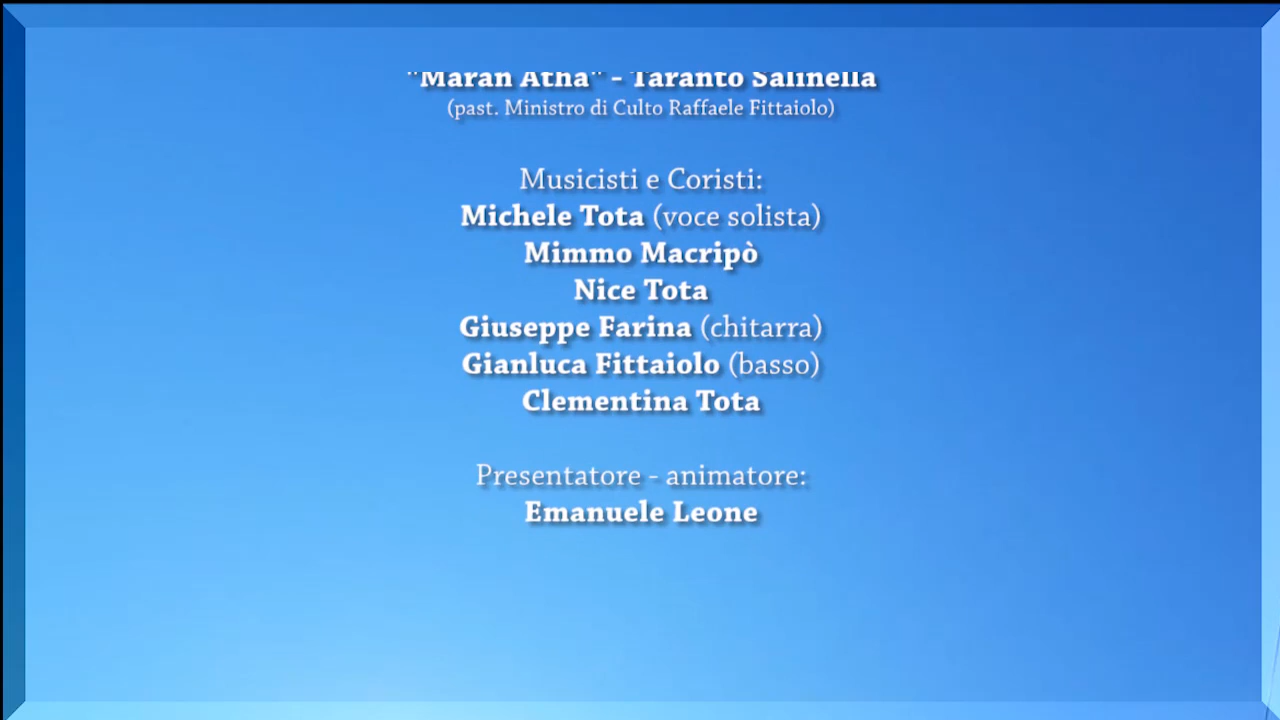 "Maran Atha" - Taranto Salinella
(past. Ministro di Culto Raffaele Fittaiolo)
Musicisti e Coristi:
Michele Tota (voce solista)
Mimmo Macripò
Nice Tota
Giuseppe Farina (chitarra)
Gianluca Fittaiolo (basso)
Clementina Tota
Presentatore - animatore:
Emanuele Leone